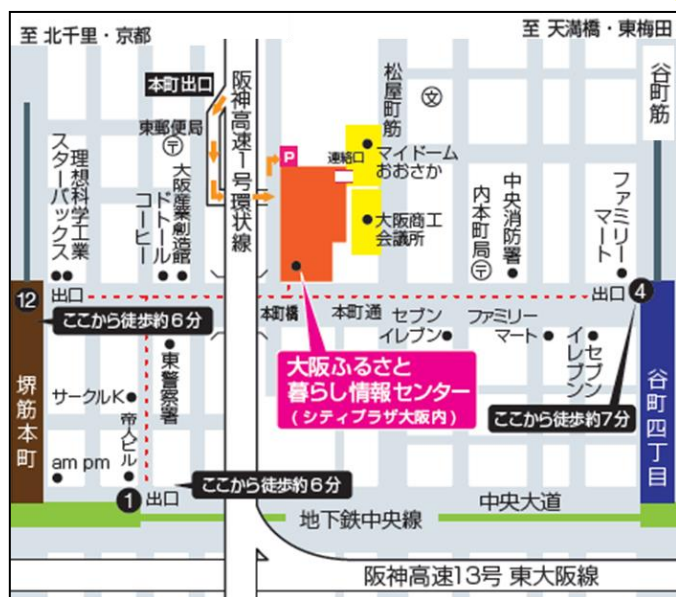 至 北千里・京都
至 天満橋・東梅田
本町出口
阪神高速1号環状線
松屋町筋
文
谷町筋
東郵便局
〒
P
連絡口
マイドーム
おおさか
スターバックス
理想科学工業
ドトール
コーヒー
大阪産業創造館
大阪商工
会議所
内本町局
〒
中央消防署
ファミリー
マート
12
出口
出口
4
ここから徒歩約6分
本町橋
本町通
セブン
イレブン
ファミリー
マート
セブン
イレブン
堺筋本町
東警察署
大阪ふるさと
暮らし情報センター
(シティプラザ大阪内)
ここから徒歩約7分
谷町四丁目
サークルK
帝人ビル
am pm
ここから徒歩約6分
1
出口
中央大道
地下鉄中央線
阪神高速13号 東大阪線